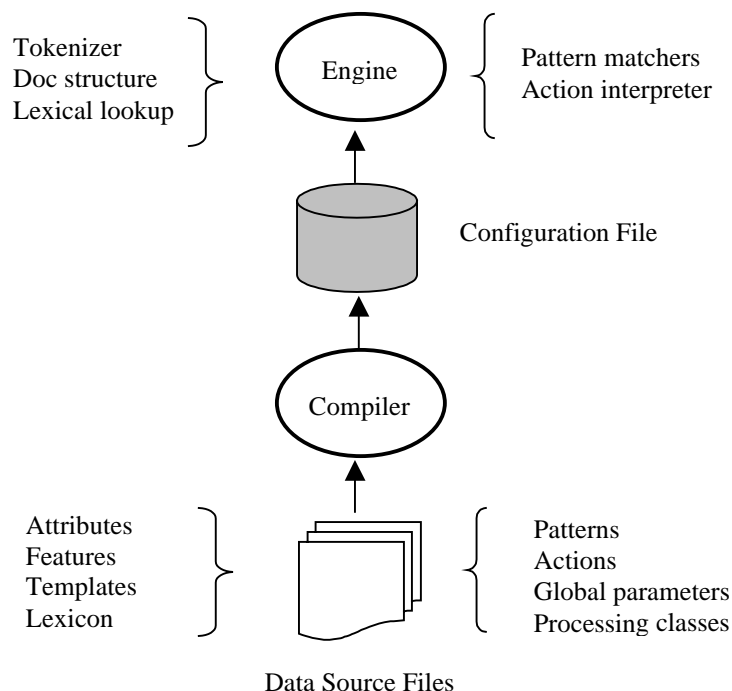 Tokenizer
Doc structure
Lexical lookup
Engine
Pattern matchers
Action interpreter
Configuration File
Compiler
Attributes
Features
Templates
Lexicon
Patterns
Actions
Global parameters
Processing classes
Data Source Files